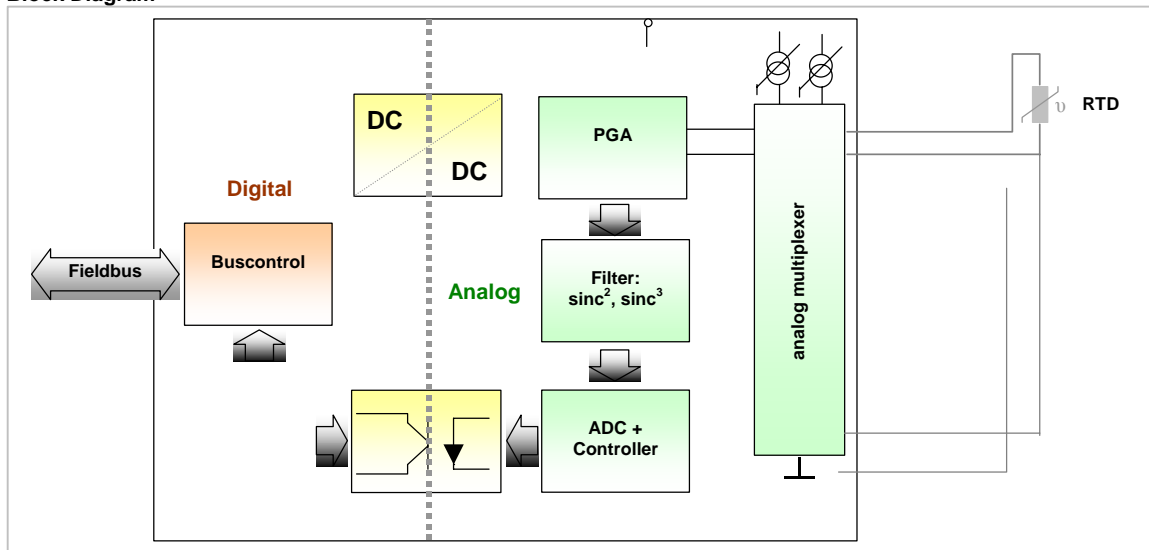 Block Diagram
DC
DC
PGA
υ
RTD
Digital
Fieldbus
Buscontrol
Analog
Filter:
sinc², sinc³
analog multiplexer
ADC +
Controller